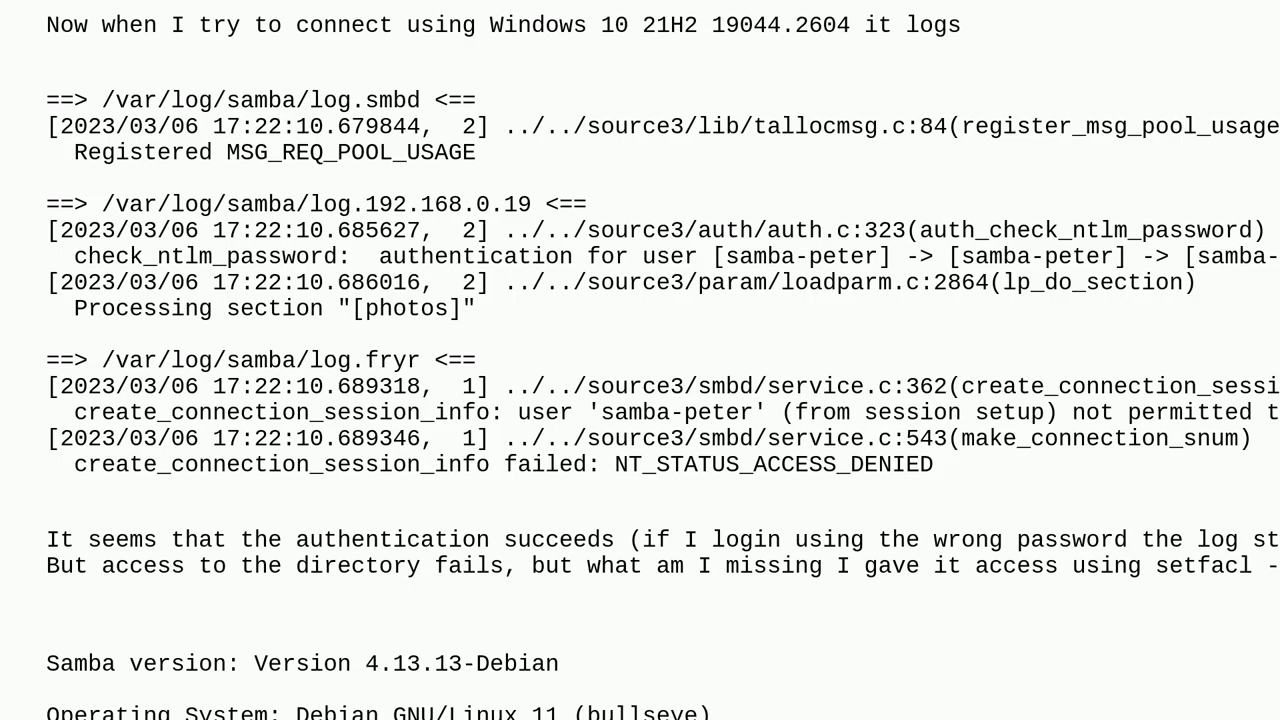 Now when I try to connect using Windows 10 21H2 19044.2604 it logs
==> /var/log/samba/log.smbd <==
[2023/03/06 17:22:10.679844,  2] ../../source3/lib/tallocmsg.c:84(register_msg_pool_usage
  Registered MSG_REQ_POOL_USAGE
==> /var/log/samba/log.192.168.0.19 <==
[2023/03/06 17:22:10.685627,  2] ../../source3/auth/auth.c:323(auth_check_ntlm_password)
  check_ntlm_password:  authentication for user [samba-peter] -> [samba-peter] -> [samba-
[2023/03/06 17:22:10.686016,  2] ../../source3/param/loadparm.c:2864(lp_do_section)
  Processing section "[photos]"
==> /var/log/samba/log.fryr <==
[2023/03/06 17:22:10.689318,  1] ../../source3/smbd/service.c:362(create_connection_sessi
  create_connection_session_info: user 'samba-peter' (from session setup) not permitted t
[2023/03/06 17:22:10.689346,  1] ../../source3/smbd/service.c:543(make_connection_snum)
  create_connection_session_info failed: NT_STATUS_ACCESS_DENIED
It seems that the authentication succeeds (if I login using the wrong password the log st
But access to the directory fails, but what am I missing I gave it access using setfacl -
Samba version: Version 4.13.13-Debian
Operating System: Debian GNU/Linux 11 (bullseye)